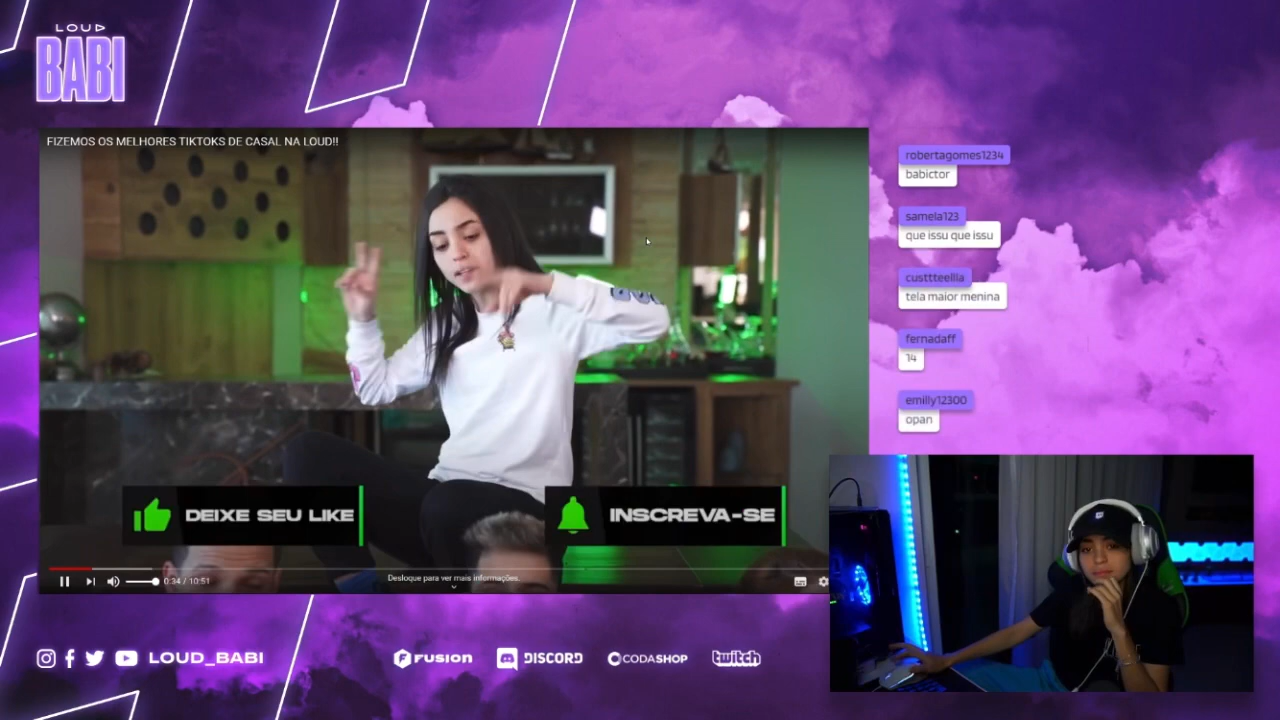 LOUD
BABI
FIZEMOS OS MELHORES TIKTOKS DE CASAL NA LOUD!!
robertagomes1234
babictor
samela123
que issu que issu
custtteellla
tela maior menina
fernadaff
14
emilly12300
opan
DEIXE SEU LIKE
INSCREVA-SE
0:34 / 10:51
Desloque para ver mais informações.
LOUD_BABI
FUSION
DISCORD
CODASHOP
twitch